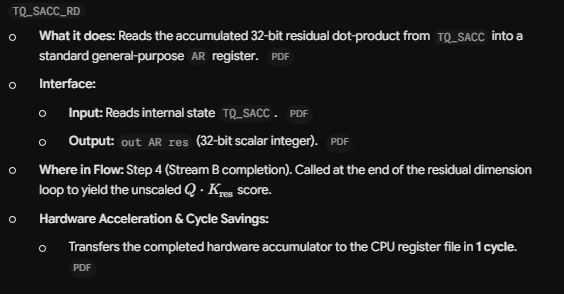 TQ_SACC_RD
What it does: Reads the accumulated 32-bit residual dot-product from TQ_SACC into a
standard general-purpose AR register. PDF
Interface:
Input: Reads internal state TQ_SACC . PDF
Output: out AR res (32-bit scalar integer). PDF
Where in Flow: Step 4 (Stream B completion). Called at the end of the residual dimension
loop to yield the unscaled Q · K_res score.
Hardware Acceleration & Cycle Savings:
Transfers the completed hardware accumulator to the CPU register file in 1 cycle.
PDF